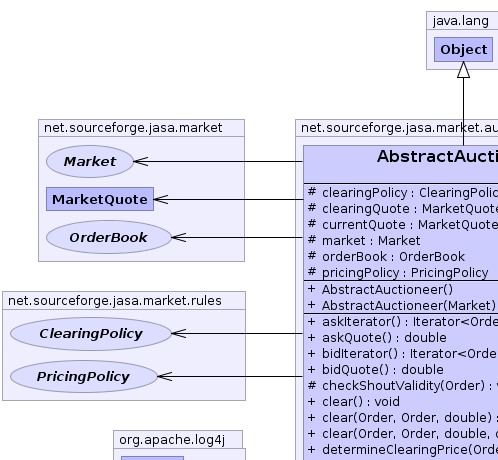 java.lang
Object
net.sourceforge.jasa.market
Market
MarketQuote
OrderBook
net.sourceforge.jasa.market.rules
ClearingPolicy
PricingPolicy
org.apache.log4j
net.sourceforge.jasa.market.au
AbstractAucti
# clearingPolicy : ClearingPolic
# clearingQuote : MarketQuote
# currentQuote : MarketQuote
# market : Market
# orderBook : OrderBook
# pricingPolicy : PricingPolicy
+ AbstractAuctioneer()
+ AbstractAuctioneer(Market)
+ askIterator() : Iterator<Orde
+ askQuote() : double
+ bidIterator() : Iterator<Orde
+ bidQuote() : double
# checkShoutValidity(Order) : v
+ clear() : void
+ clear(Order, Order, double) :
+ clear(Order, Order, double, d
+ determineClearingPrice(Orde